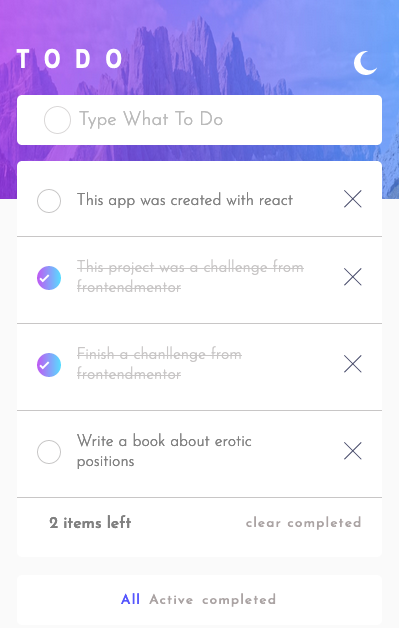 TODO
Type What To Do
This app was created with react
This project was a challenge from
frontendmentor
Finish a chanllenge from
frontendmentor
Write a book about erotic
positions
2 items left clear completed
All Active completed